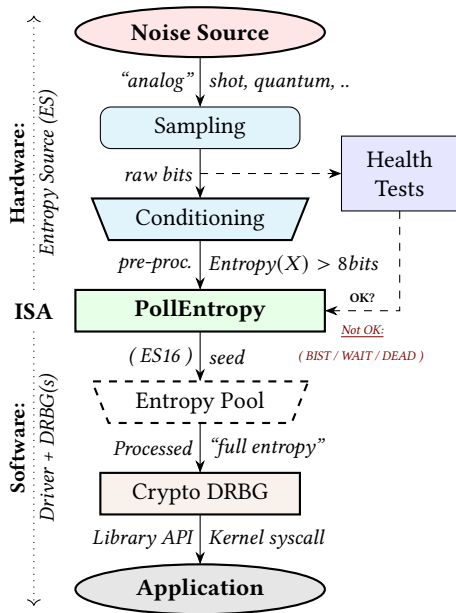 Noise Source
"analog" shot, quantum, ..
Sampling
raw bits
Health
Tests
Conditioning
pre-proc. Entropy(X) > 8bits
OK?
PollEntropy
Not OK:
( BIST / WAIT / DEAD )
( ES16 ) seed
Entropy Pool
Processed "full entropy"
Crypto DRBG
Library API Kernel syscall
Application
Hardware:
Entropy Source (ES)
ISA
Software:
Driver + DRBG(s)